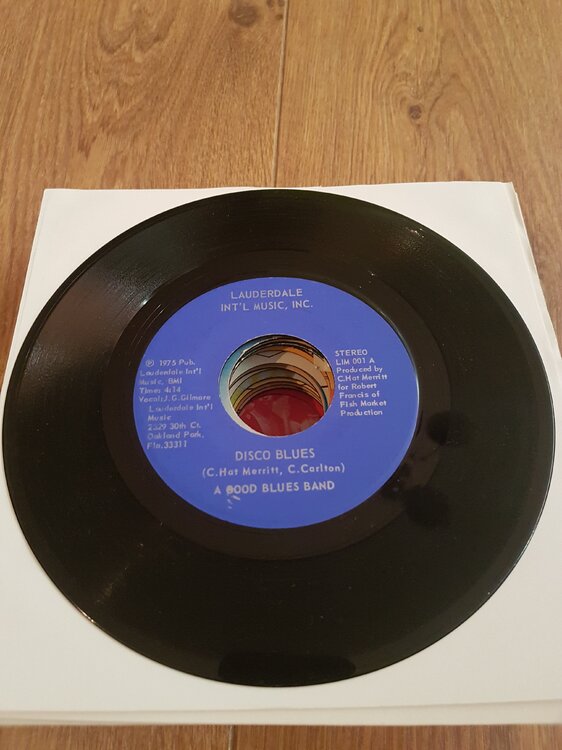 LAUDERDALE
INT'L MUSIC, INC.
℗ 1975 Pub.
Lauderdale Int'l
Music, BMI
Time: 4:14
Vocal: J.G. Gilmore
Lauderdale Int'l
Music
2329 30th Ct.
Oakland Park,
Fla. 33311
STEREO
LIM 001 A
Produced by
C.Hat Merritt
for Robert
Francis of
Fish Market
Production
DISCO BLUES
(C.Hat Merritt, C.Carlton)
A GOOD BLUES BAND